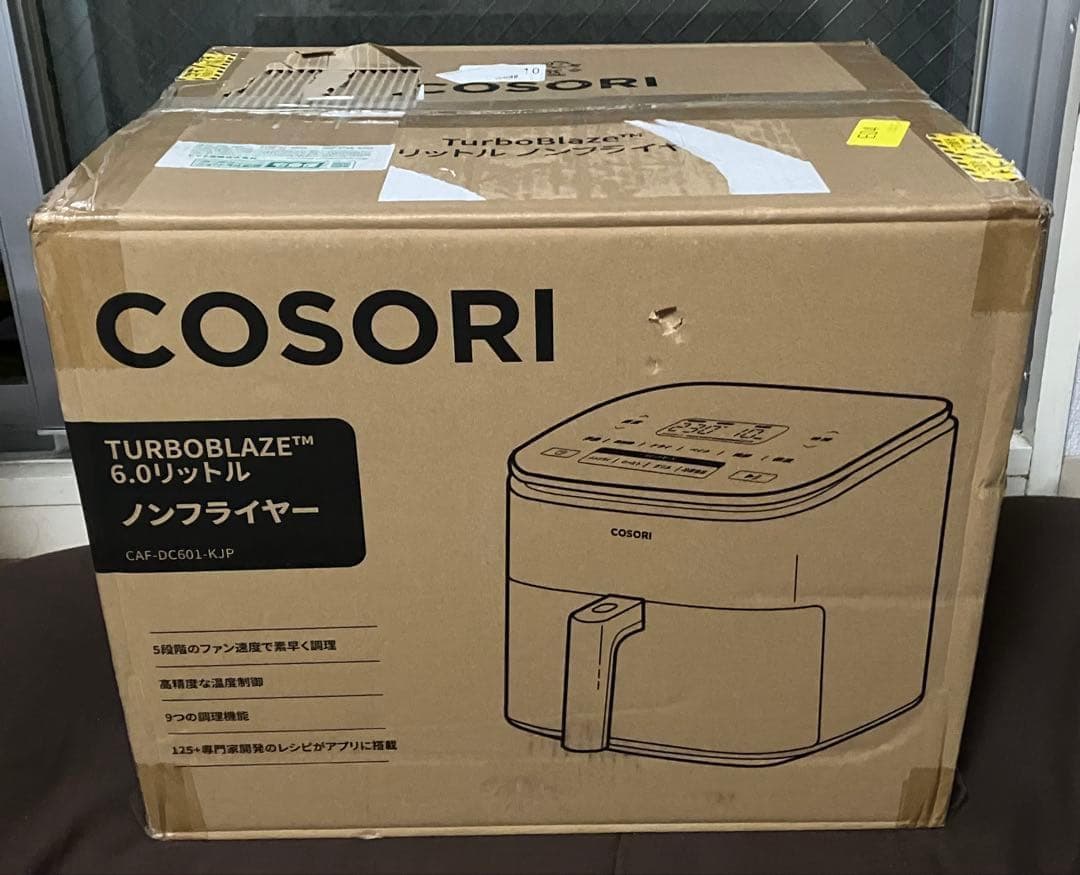 COSORI
TurboBlaze™
リットル ノンフライヤ
COSORI
TURBOBLAZE™
6.0リットル
ノンフライヤー
CAF-DC601-KJP
5段階のファン速度で素早く調理
高精度な温度制御
9つの調理機能
125+専門家開発のレシピがアプリに搭載
230 10
COSORI